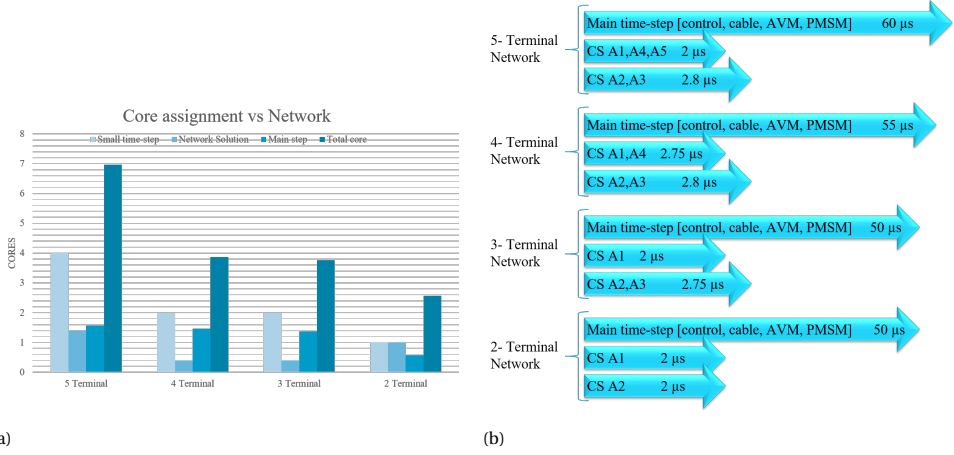 Core assignment vs Network
Small time-step Network Solution Main step Total core
8
7
6
5
4
3
2
1
0
CORES
5 Terminal 4 Terminal 3 Terminal 2 Terminal
a)
5- Terminal
Network
Main time-step [control, cable, AVM, PMSM] 60 µs
CS A1,A4,A5 2 µs
CS A2,A3 2.8 µs
4- Terminal
Network
Main time-step [control, cable, AVM, PMSM] 55 µs
CS A1,A4 2.75 µs
CS A2,A3 2.8 µs
3- Terminal
Network
Main time-step [control, cable, AVM, PMSM] 50 µs
CS A1 2 µs
CS A2,A3 2.75 µs
2- Terminal
Network
Main time-step [control, cable, AVM, PMSM] 50 µs
CS A1 2 µs
CS A2 2 µs
(b)